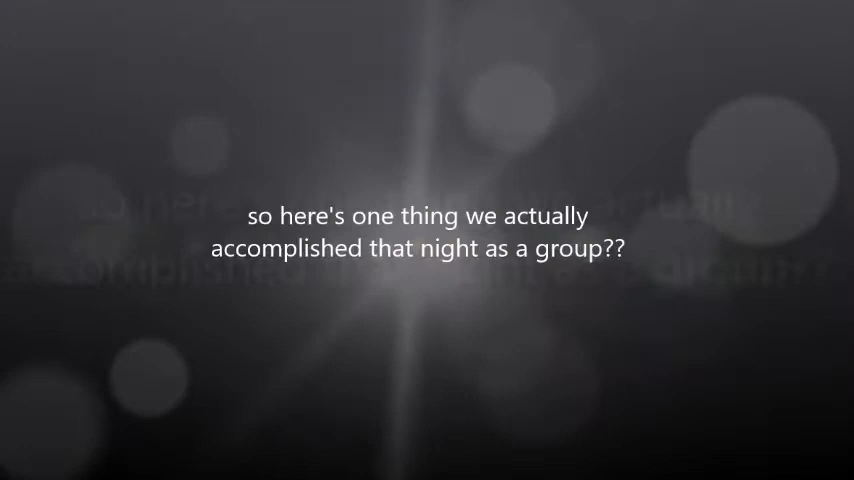 so here's one thing we actually
accomplished that night as a group??